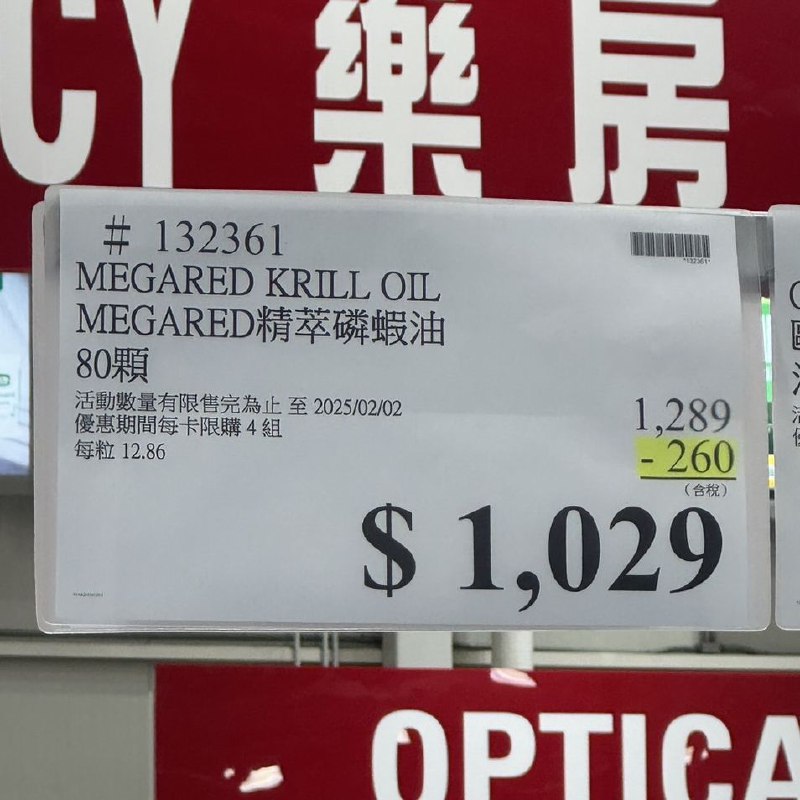 CY 藥房
# 132361
*132361*
MEGARED KRILL OIL
MEGARED精萃磷蝦油
80顆
活動數量有限售完為止 至 2025/02/02
優惠期間每卡限購 4 組
每粒 12.86
1,289
- 260
(含稅)
$ 1,029
OPTICA